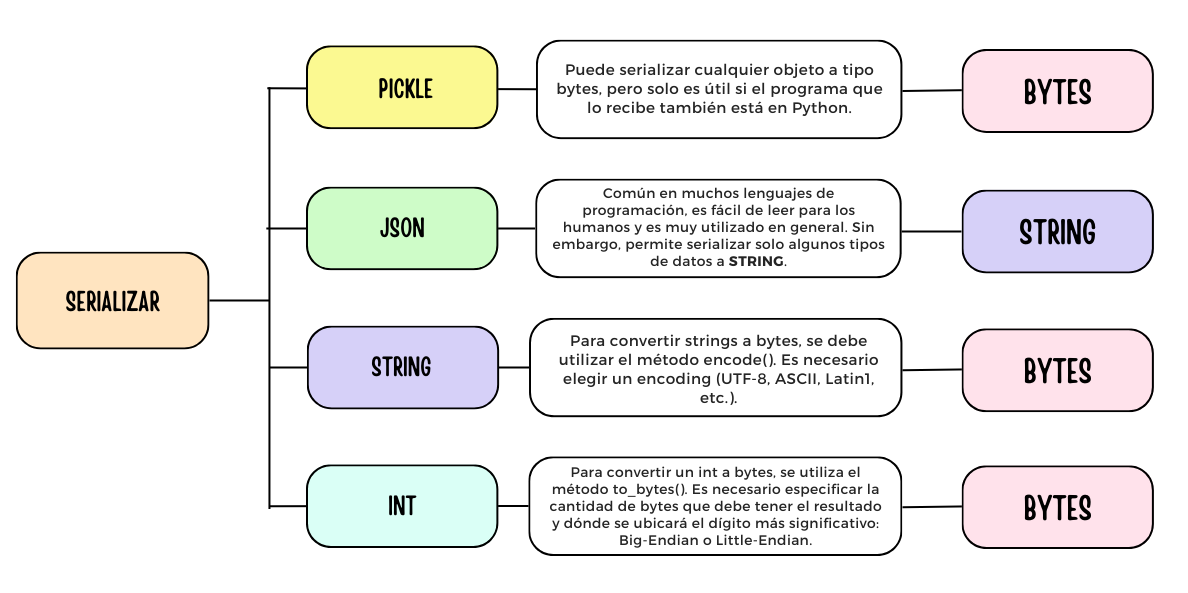 PICKLE
Puede serializar cualquier objeto a tipo
bytes, pero solo es útil si el programa que
lo recibe también está en Python.
BYTES
JSON
Común en muchos lenguajes de
programación, es fácil de leer para los
humanos y es muy utilizado en general. Sin
embargo, permite serializar solo algunos tipos
de datos a STRING.
STRING
SERIALIZAR
STRING
Para convertir strings a bytes, se debe
utilizar el método encode(). Es necesario
elegir un encoding (UTF-8, ASCII, Latin1,
etc.).
BYTES
INT
Para convertir un int a bytes, se utiliza el
método to_bytes(). Es necesario especificar la
cantidad de bytes que debe tener el resultado
y dónde se ubicará el dígito más significativo:
Big-Endian o Little-Endian.
BYTES